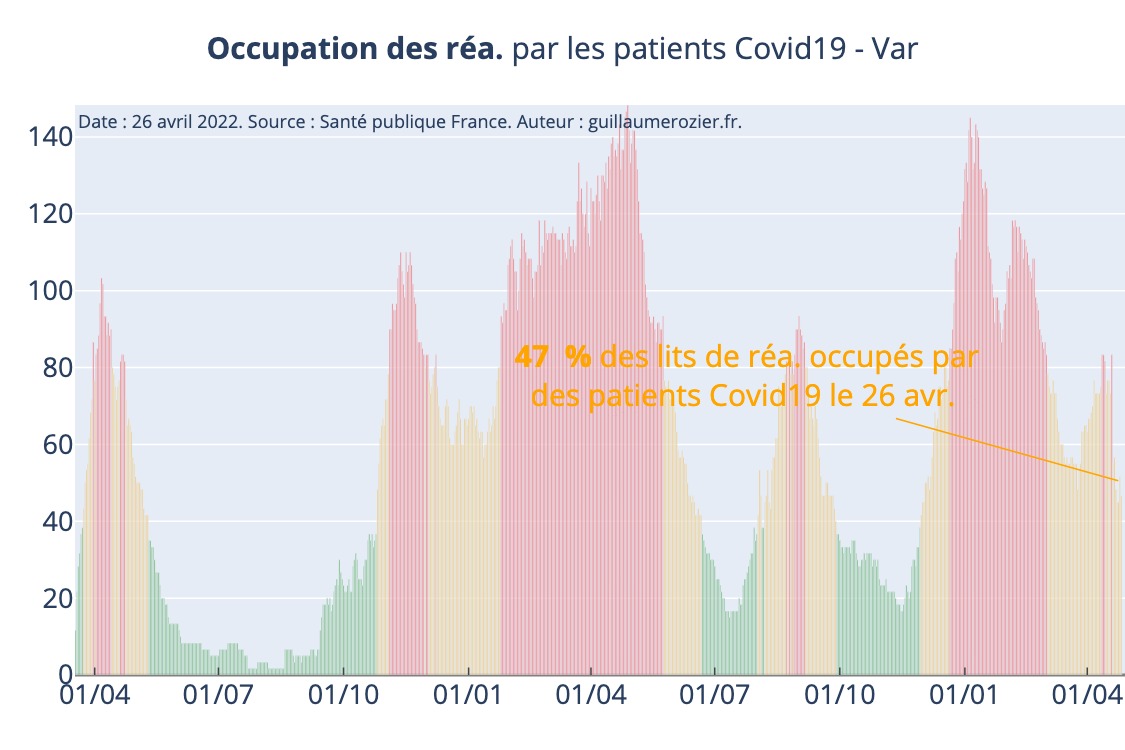 Occupation des réa. par les patients Covid19 - Var
Date : 26 avril 2022. Source : Santé publique France. Auteur : guillaumerozier.fr.
140
120
100
80
60
40
20
0
47 % des lits de réa. occupés par
des patients Covid19 le 26 avr.
01/04 01/07 01/10 01/01 01/04 01/07 01/10 01/01 01/04